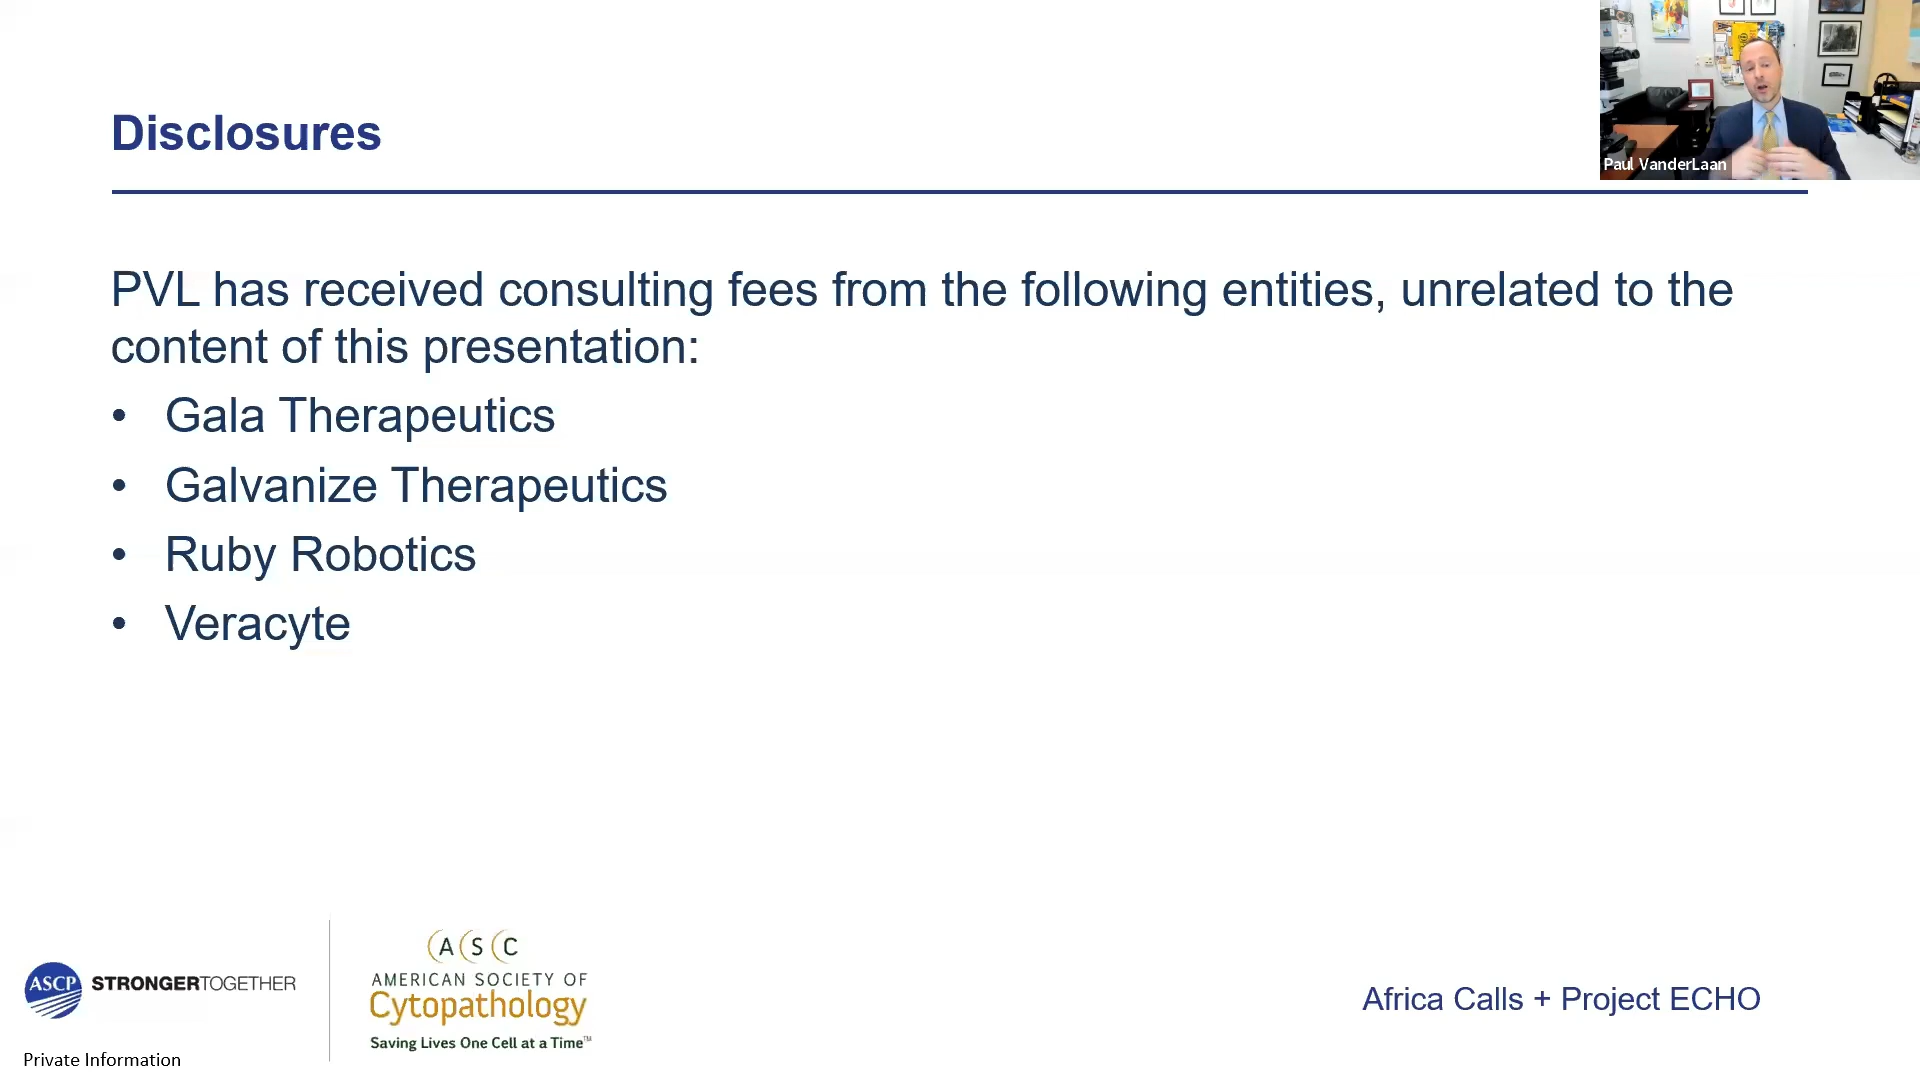 Disclosures
Paul VanderLaan
PVL has received consulting fees from the following entities, unrelated to the
content of this presentation:
• Gala Therapeutics
• Galvanize Therapeutics
• Ruby Robotics
• Veracyte
ASCP STRONGERTOGETHER
A S C
AMERICAN SOCIETY OF
Cytopathology
Saving Lives One Cell at a Time™
Africa Calls + Project ECHO
Private Information